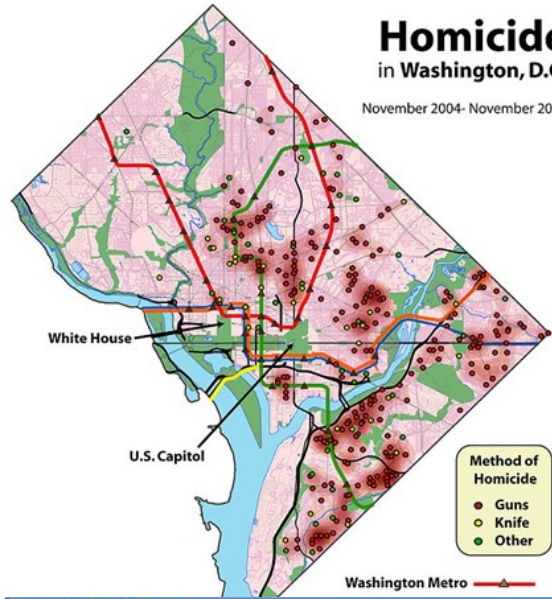 Homicide
in Washington, D.C
November 2004- November 20
White House
U.S. Capitol
Method of
Homicide
Guns
Knife
Other
Washington Metro